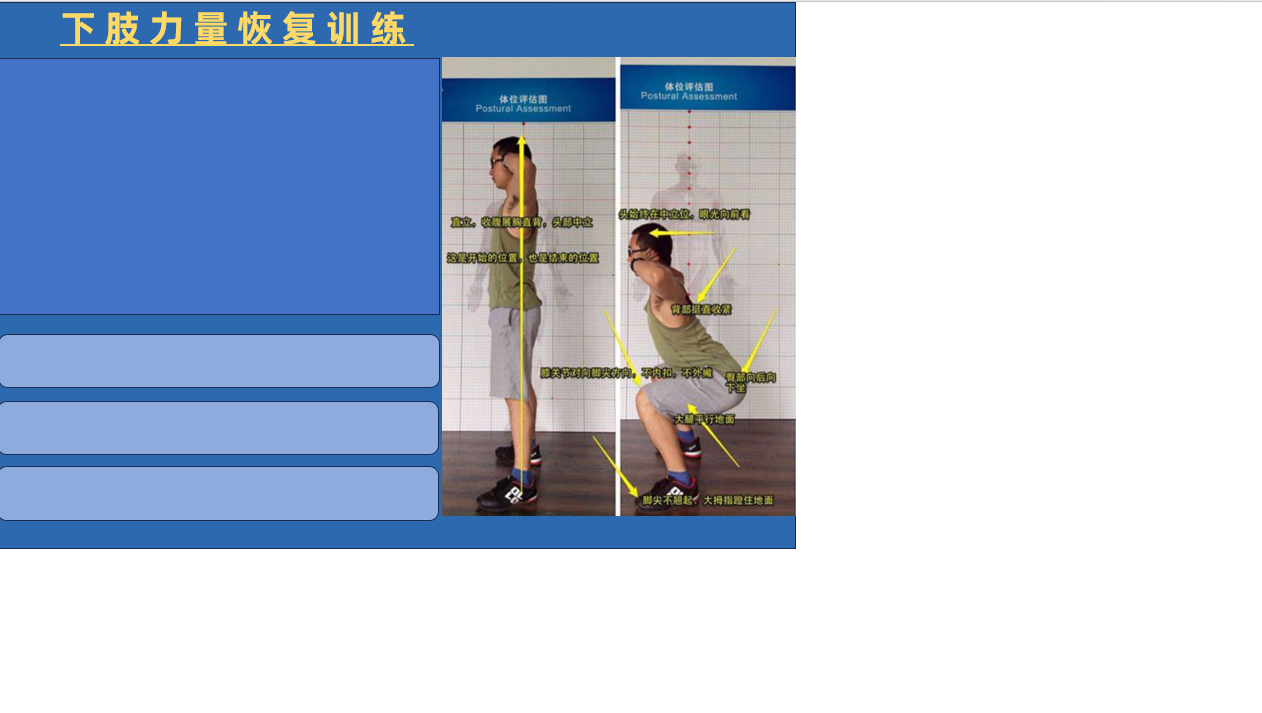 下肢力量恢复训练
体位评估图
Postural Assessment
直立，收腹展胸直背，头部中立
这是开始的位置，也是结束的位置
体位评估图
Postural Assessment
头始终在中立位，眼光向前看
背部挺直收紧
膝关节对向脚尖方向，不内扣，不外撇
臀部向后向
下坐
大腿平行地面
脚尖不翘起，大拇指蹬住地面